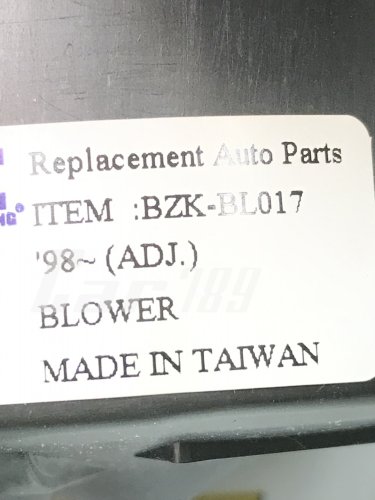 Replacement Auto Parts
ITEM :BZK-BL017
'98~ (ADJ.)
BLOWER
MADE IN TAIWAN